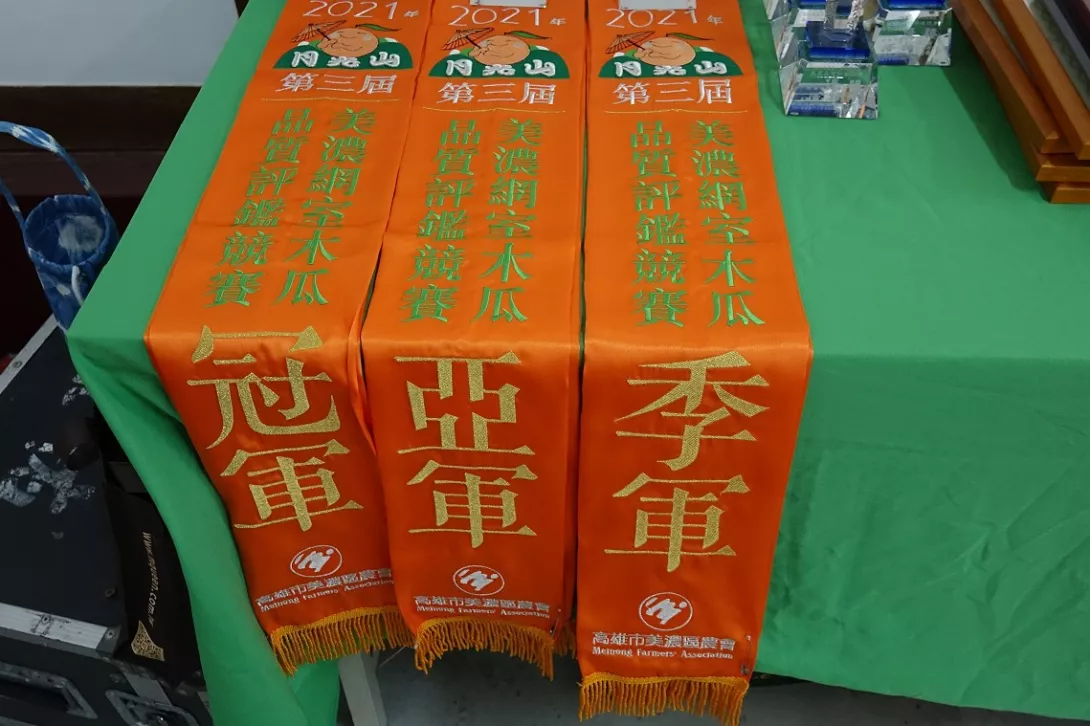 2021年
月光山
第三屆
美濃網室木瓜
品質評鑑競賽
冠軍
高雄市美濃區農會
Meinong Farmers' Association
2021年
月光山
第三屆
美濃網室木瓜
品質評鑑競賽
亞軍
高雄市美濃區農會
Meinong Farmers' Association
2021年
月光山
第三屆
美濃網室木瓜
品質評鑑競賽
季軍
高雄市美濃區農會
Meinong Farmers' Association